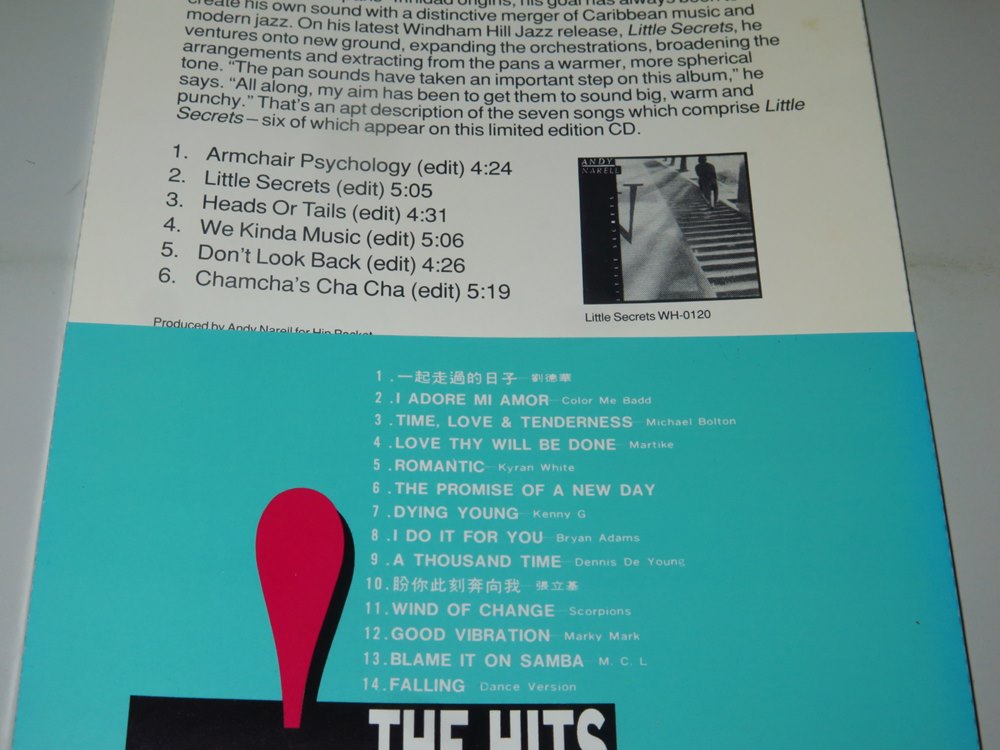 Trinidad origins, his goal has always been to
create his own sound with a distinctive merger of Caribbean music and
modern jazz. On his latest Windham Hill Jazz release, Little Secrets, he
ventures onto new ground, expanding the orchestrations, broadening the
arrangements and extracting from the pans a warmer, more spherical
tone. “The pan sounds have taken an important step on this album,” he
says. “All along, my aim has been to get them to sound big, warm and
punchy.” That’s an apt description of the seven songs which comprise Little
Secrets—six of which appear on this limited edition CD.
1. Armchair Psychology (edit) 4:24
2. Little Secrets (edit) 5:05
3. Heads Or Tails (edit) 4:31
4. We Kinda Music (edit) 5:06
5. Don’t Look Back (edit) 4:26
6. Chamcha’s Cha Cha (edit) 5:19
ANDY
NARELL
LITTLE SECRETS
Little Secrets WH-0120
Produced by Andy Narell for Hip Pocket
1.一起走過的日子 劉德華
2.I ADORE MI AMOR Color Me Badd
3.TIME, LOVE & TENDERNESS Michael Bolton
4.LOVE THY WILL BE DONE Martike
5.ROMANTIC Kyran White
6.THE PROMISE OF A NEW DAY
7.DYING YOUNG Kenny G
8.I DO IT FOR YOU Bryan Adams
9.A THOUSAND TIME Dennis De Young
10.盼你此刻奔向我 張立基
11.WIND OF CHANGE Scorpions
12.GOOD VIBRATION Marky Mark
13.BLAME IT ON SAMBA M. C. L
14.FALLING Dance Version
THE HITS